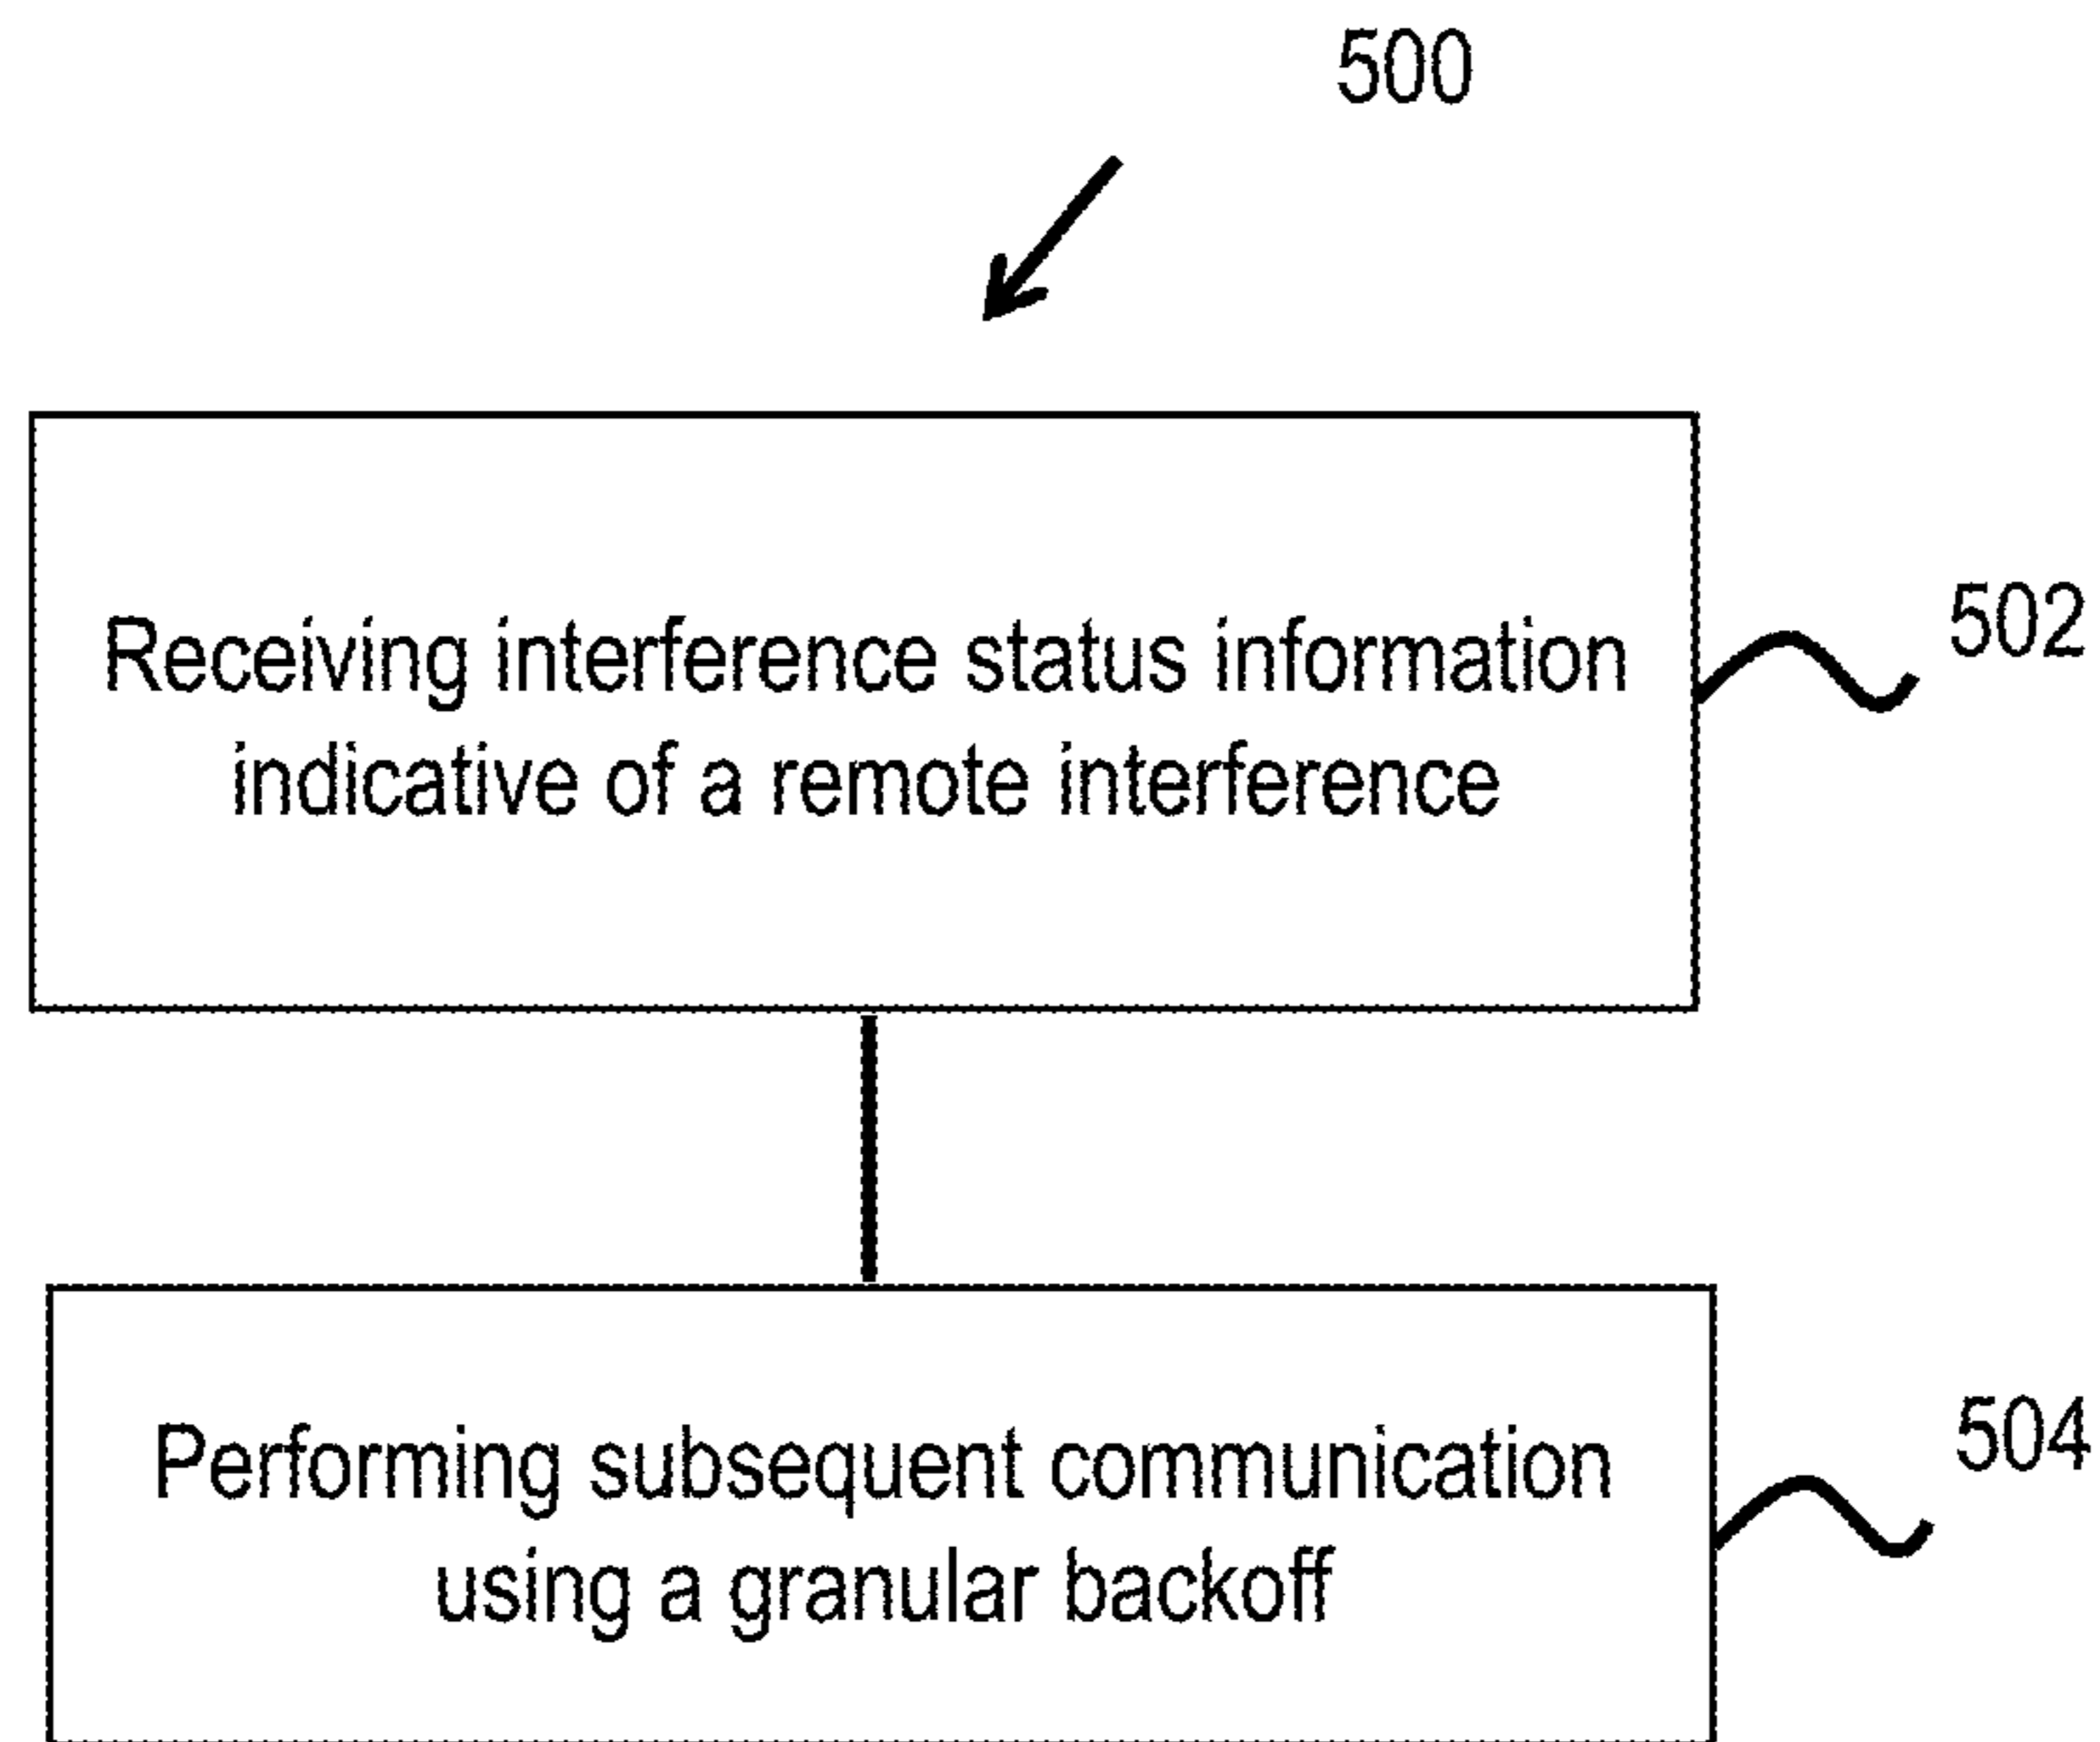 500
Receiving interference status information
indicative of a remote interference
502
Performing subsequent communication
using a granular backoff
504